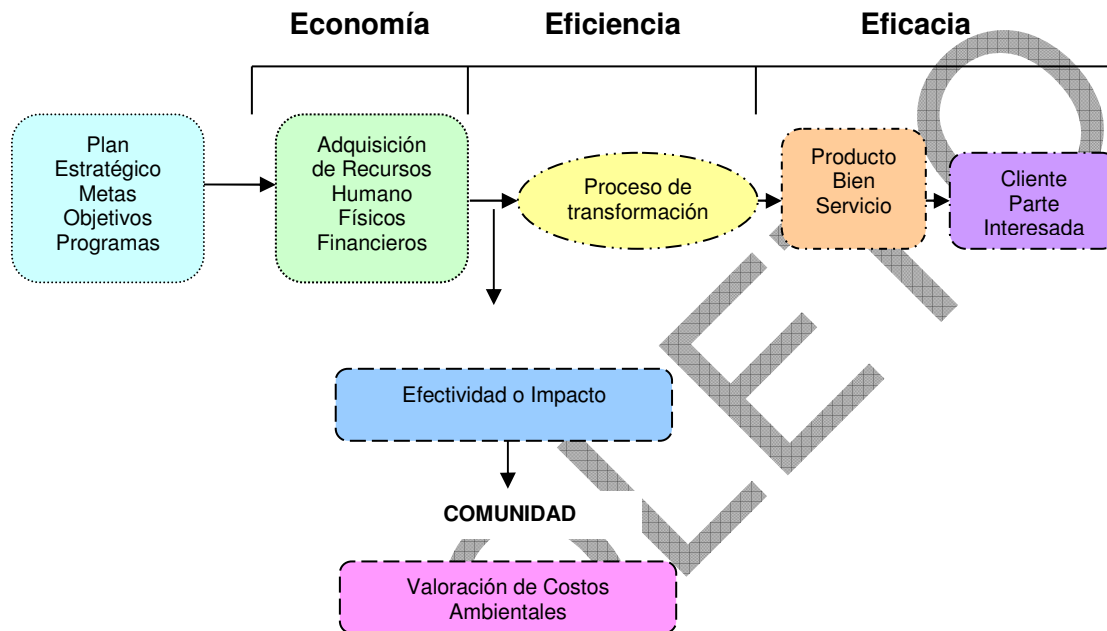 Economía Eficiencia Eficacia
Plan
Estratégico
Metas
Objetivos
Programas
Adquisición
de Recursos
Humano
Físicos
Financieros
Proceso de
transformación
Producto
Bien
Servicio
Cliente
Parte
Interesada
Efectividad o Impacto
COMUNIDAD
Valoración de Costos
Ambientales